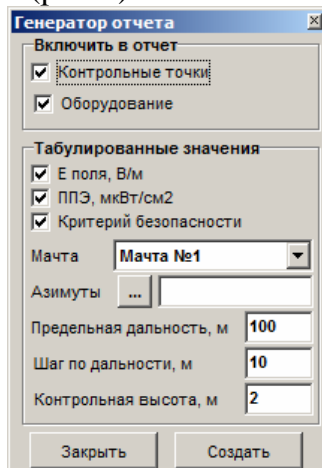 Генератор отчета
Включить в отчет
Контрольные точки
Оборудование
Табулированные значения
Е поля, В/м
ППЭ, мкВт/см2
Критерий безопасности
Мачта Мачта №1
Азимуты ...
Предельная дальность, м 100
Шаг по дальности, м 10
Контрольная высота, м 2
Закрыть Создать